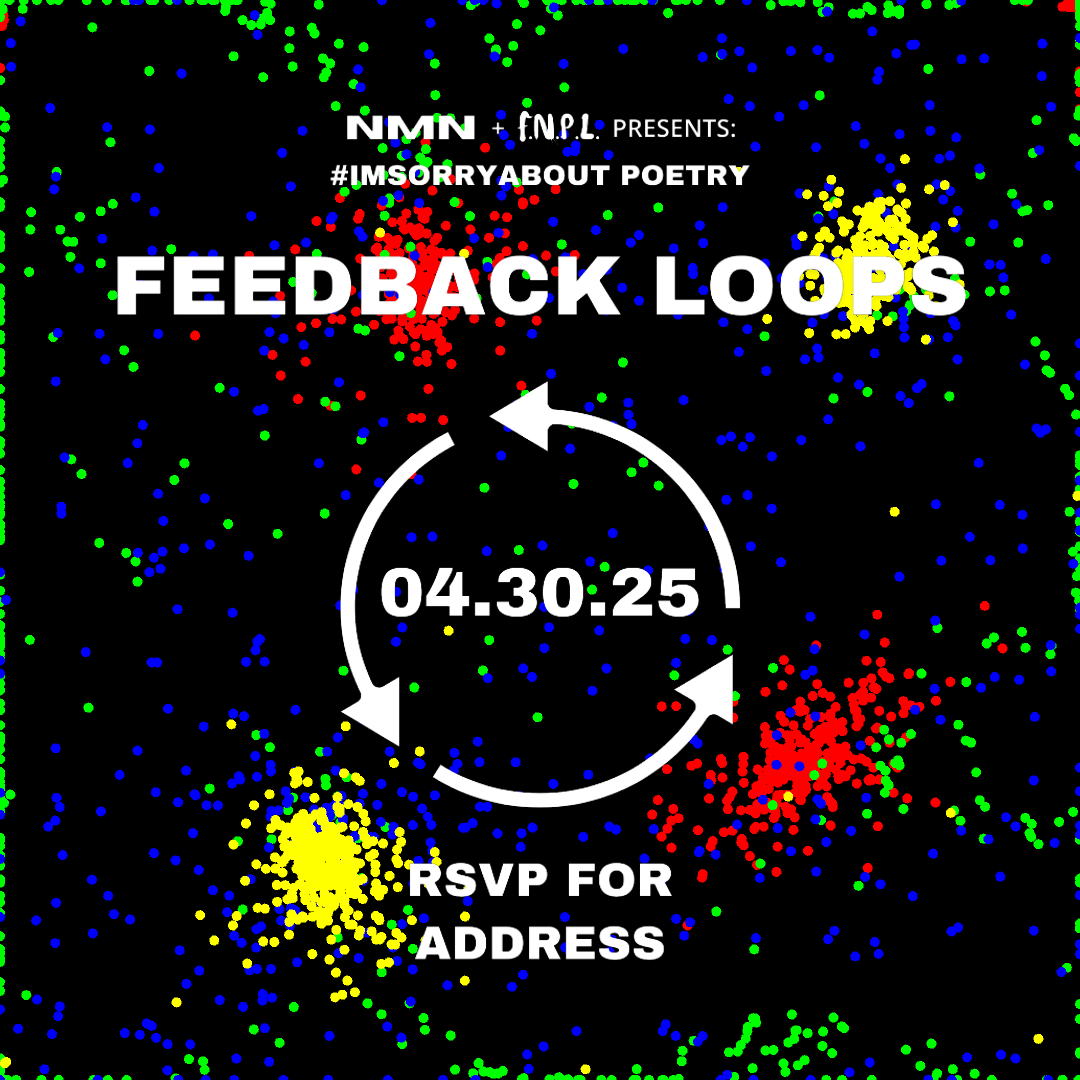 NMN + F.N.P.L. PRESENTS:
#IMSORRYABOUT POETRY
FEEDBACK LOOPS
04.30.25
RSVP FOR
ADDRESS